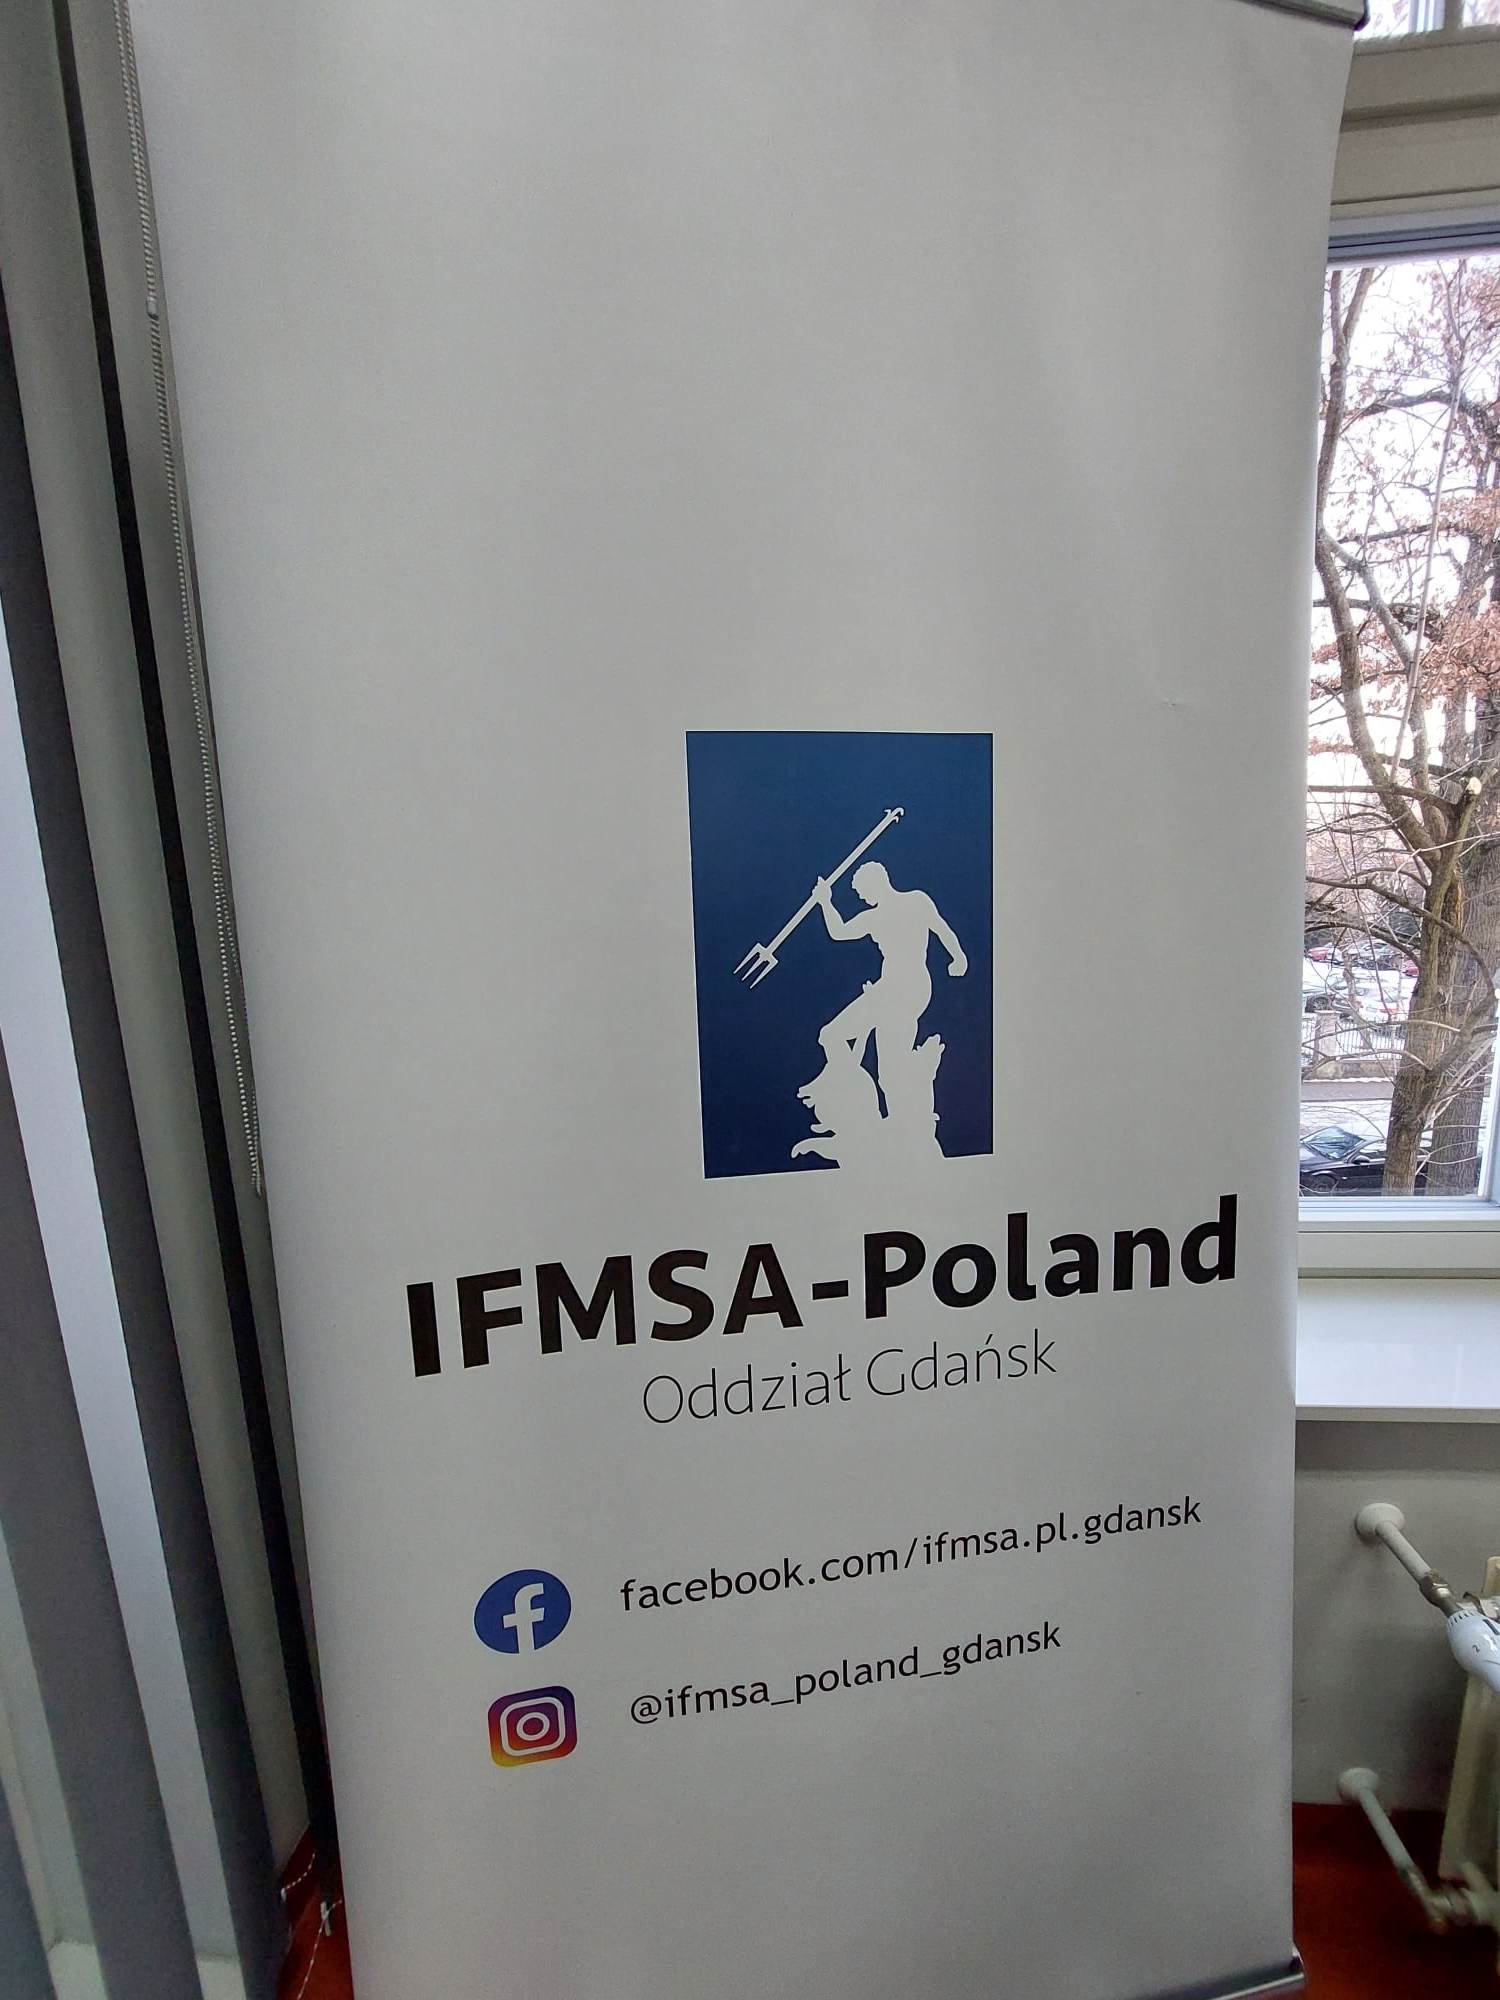 IFMSA-Poland
Oddział Gdańsk
facebook.com/ifmsa.pl.gdansk
@ifmsa_poland_gdansk